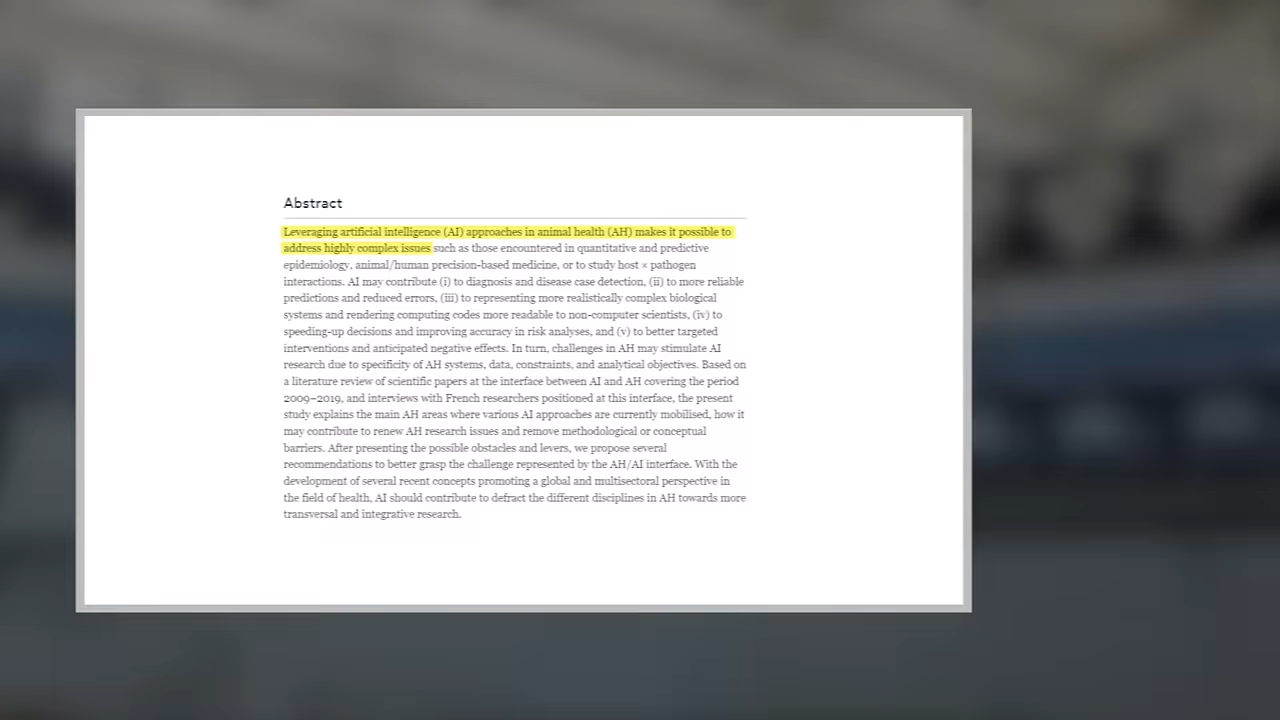 Abstract
Leveraging artificial intelligence (AI) approaches in animal health (AH) makes it possible to
address highly complex issues such as those encountered in quantitative and predictive
epidemiology, animal/human precision-based medicine, or to study host × pathogen
interactions. AI may contribute (i) to diagnosis and disease case detection, (ii) to more reliable
predictions and reduced errors, (iii) to representing more realistically complex biological
systems and rendering computing codes more readable to non-computer scientists, (iv) to
speeding-up decisions and improving accuracy in risk analyses, and (v) to better targeted
interventions and anticipated negative effects. In turn, challenges in AH may stimulate AI
research due to specificity of AH systems, data, constraints, and analytical objectives. Based on
a literature review of scientific papers at the interface between AI and AH covering the period
2009–2019, and interviews with French researchers positioned at this interface, the present
study explains the main AH areas where various AI approaches are currently mobilised, how it
may contribute to renew AH research issues and remove methodological or conceptual
barriers. After presenting the possible obstacles and levers, we propose several
recommendations to better grasp the challenge represented by the AH/AI interface. With the
development of several recent concepts promoting a global and multisectoral perspective in
the field of health, AI should contribute to defract the different disciplines in AH towards more
transversal and integrative research.